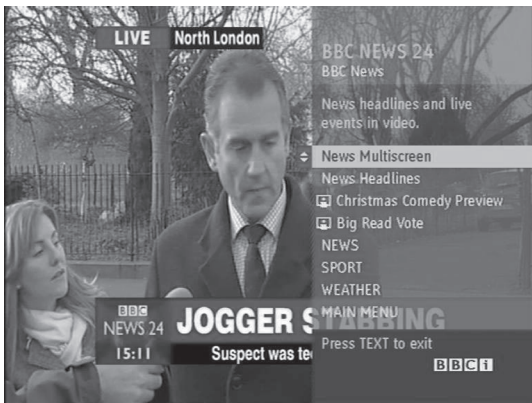 LIVE North London
BBC NEWS 24
BBC News
News headlines and live
events in video.
News Multiscreen
News Headlines
Christmas Comedy Preview
Big Read Vote
NEWS
SPORT
WEATHER
MAIN MENU
Press TEXT to exit
BBCi
BBC
NEWS 24
15:11
JOGGER STABBING
Suspect was